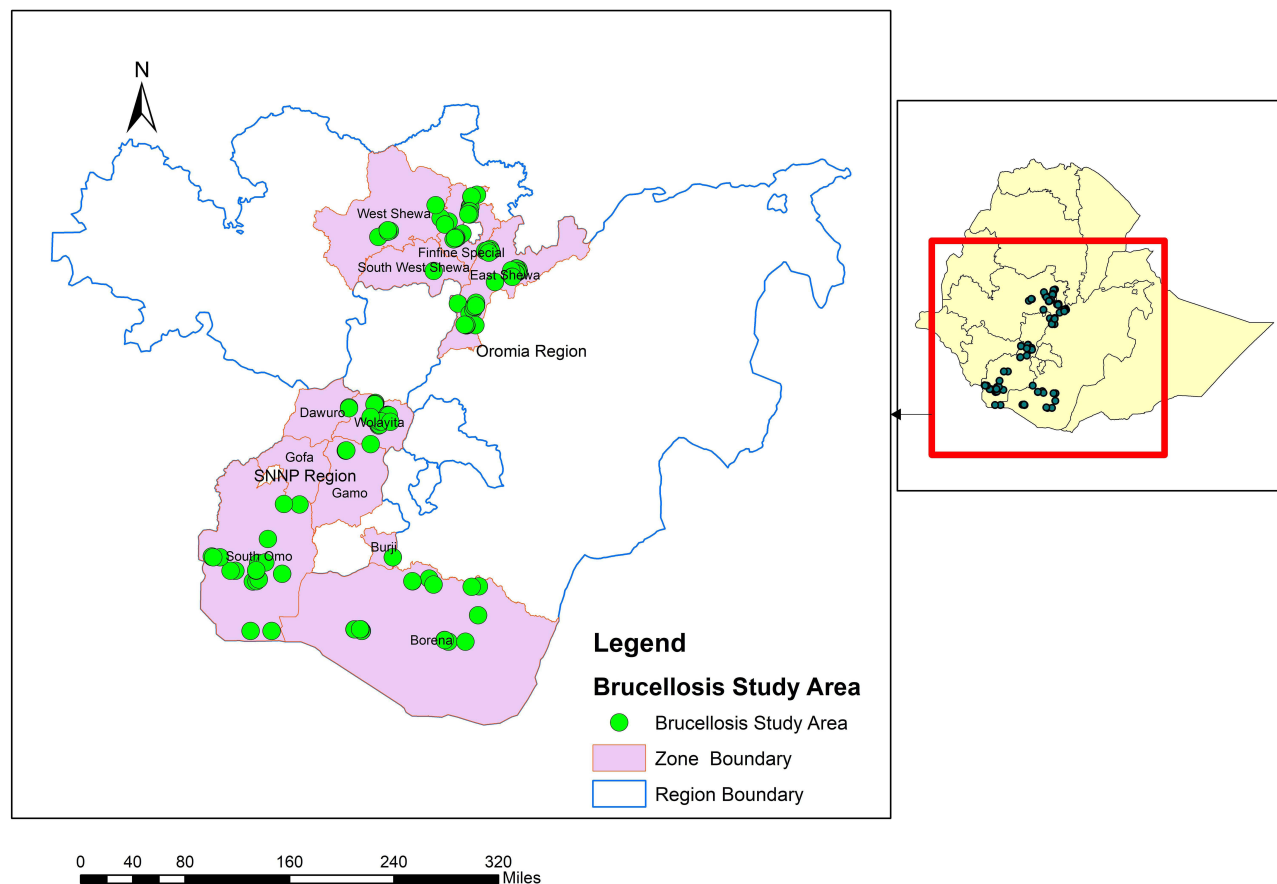 N
West Shewa
Finfine Special
South West Shewa
East Shewa
Oromia Region
Dawuro
Wolayita
Gofa
SNNP Region
Gamo
Burji
South Omo
Borena
Legend
Brucellosis Study Area
Brucellosis Study Area
Zone Boundary
Region Boundary
0 40 80 160 240 320
Miles